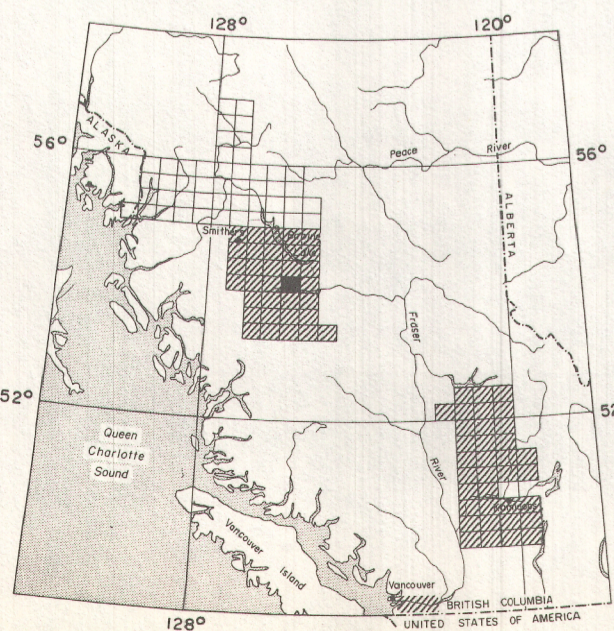 128°
120°
56°
ALASKA
Peace River
56°
ALBERTA
Smithers
Fraser
52°
52
Queen
Charlotte
Sound
River
Kamloops
Vancouver
Island
Vancouver
BRITISH COLUMBIA
UNITED STATES OF AMERICA
128°